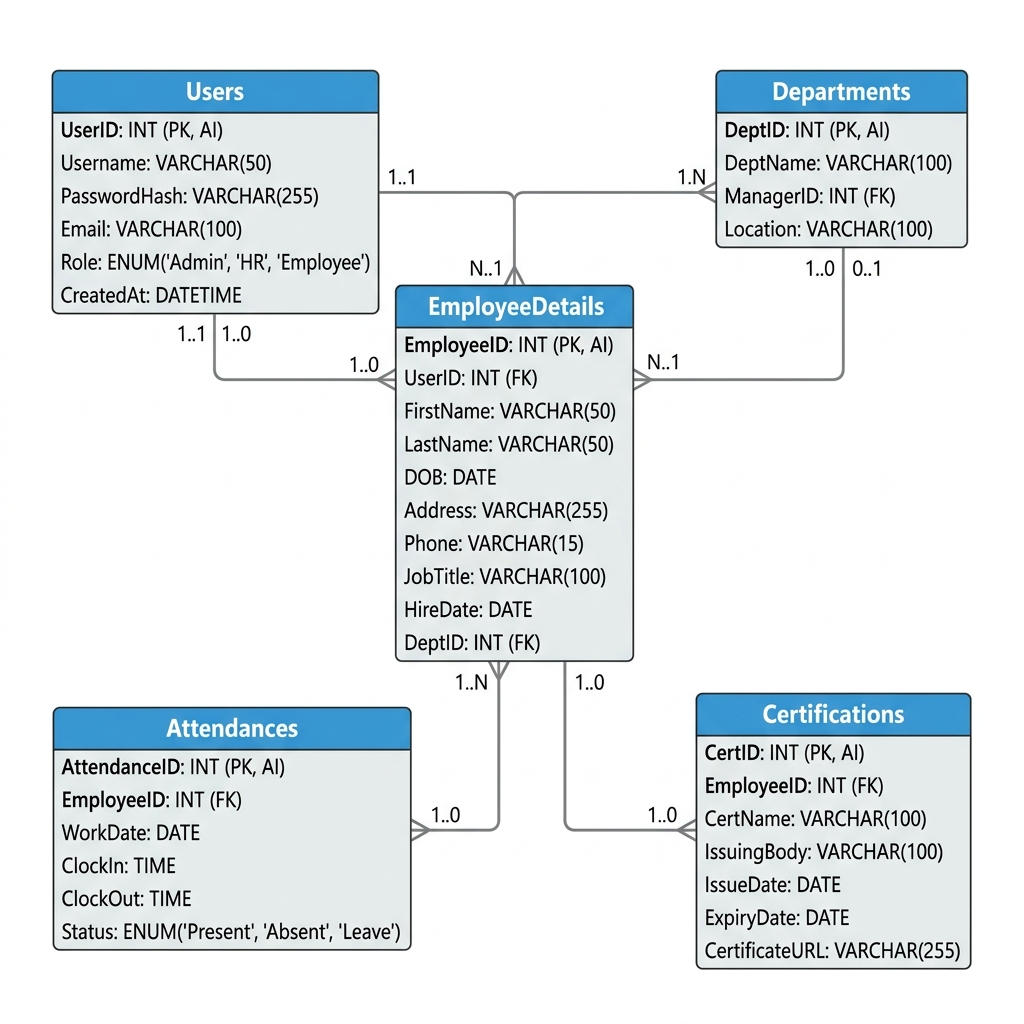 Users
UserID: INT (PK, AI)
Username: VARCHAR(50)
PasswordHash: VARCHAR(255)
Email: VARCHAR(100)
Role: ENUM('Admin', 'HR', 'Employee')
CreatedAt: DATETIME
Departments
DeptID: INT (PK, AI)
DeptName: VARCHAR(100)
ManagerID: INT (FK)
Location: VARCHAR(100)
1..1
1.N
N..1
1..1
1..0
1..0
1..0
0..1
N..1
EmployeeDetails
EmployeeID: INT (PK, AI)
UserID: INT (FK)
FirstName: VARCHAR(50)
LastName: VARCHAR(50)
DOB: DATE
Address: VARCHAR(255)
Phone: VARCHAR(15)
JobTitle: VARCHAR(100)
HireDate: DATE
DeptID: INT (FK)
1..N
1..0
1..0
1..0
Attendances
AttendanceID: INT (PK, AI)
EmployeeID: INT (FK)
WorkDate: DATE
ClockIn: TIME
ClockOut: TIME
Status: ENUM('Present', 'Absent', 'Leave')
Certifications
CertID: INT (PK, AI)
EmployeeID: INT (FK)
CertName: VARCHAR(100)
IssuingBody: VARCHAR(100)
IssueDate: DATE
ExpiryDate: DATE
CertificateURL: VARCHAR(255)